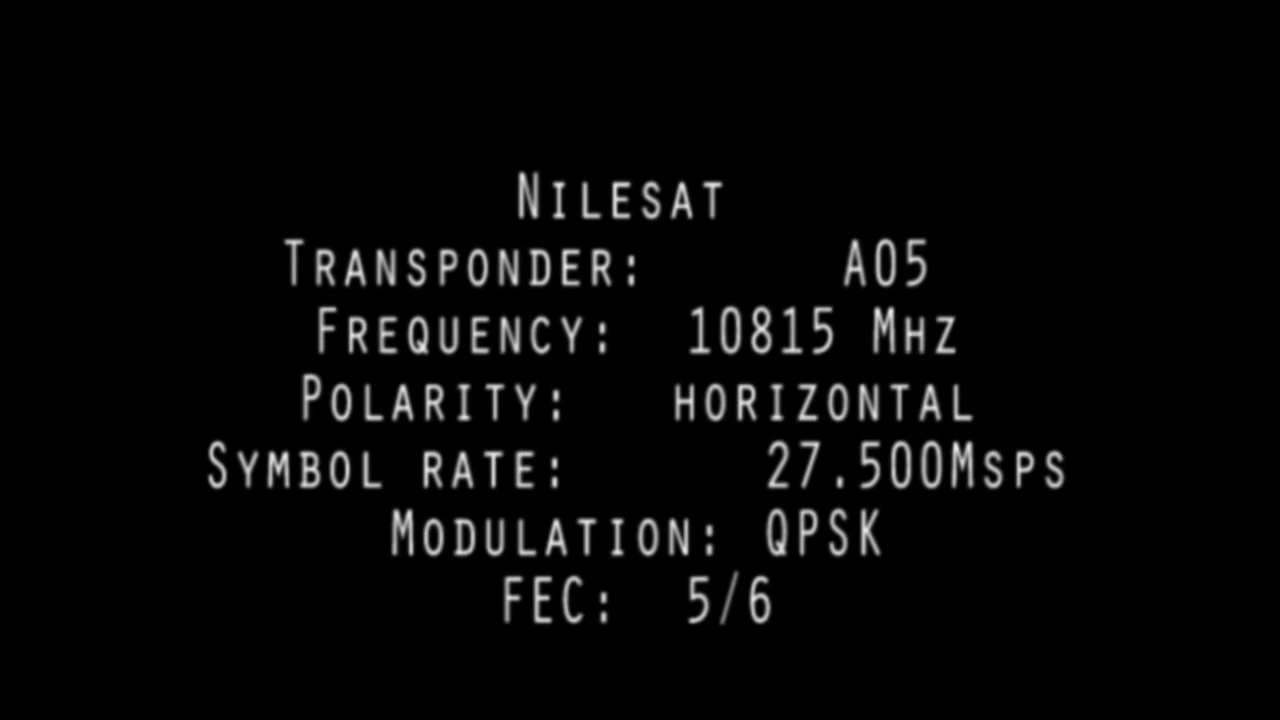 Nilesat
Transponder: A05
Frequency: 10815 Mhz
Polarity: horizontal
Symbol rate: 27.500Msps
Modulation: QPSK
FEC: 5/6